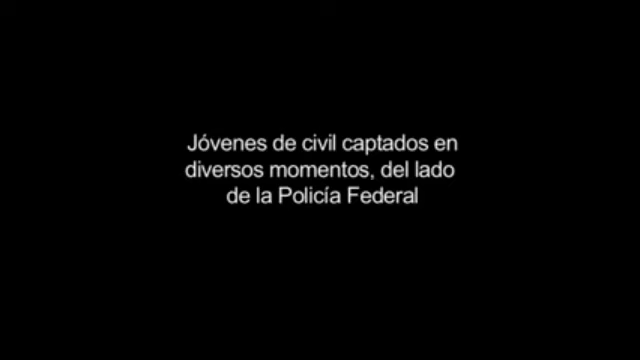 Jóvenes de civil captados en
diversos momentos, del lado
de la Policía Federal